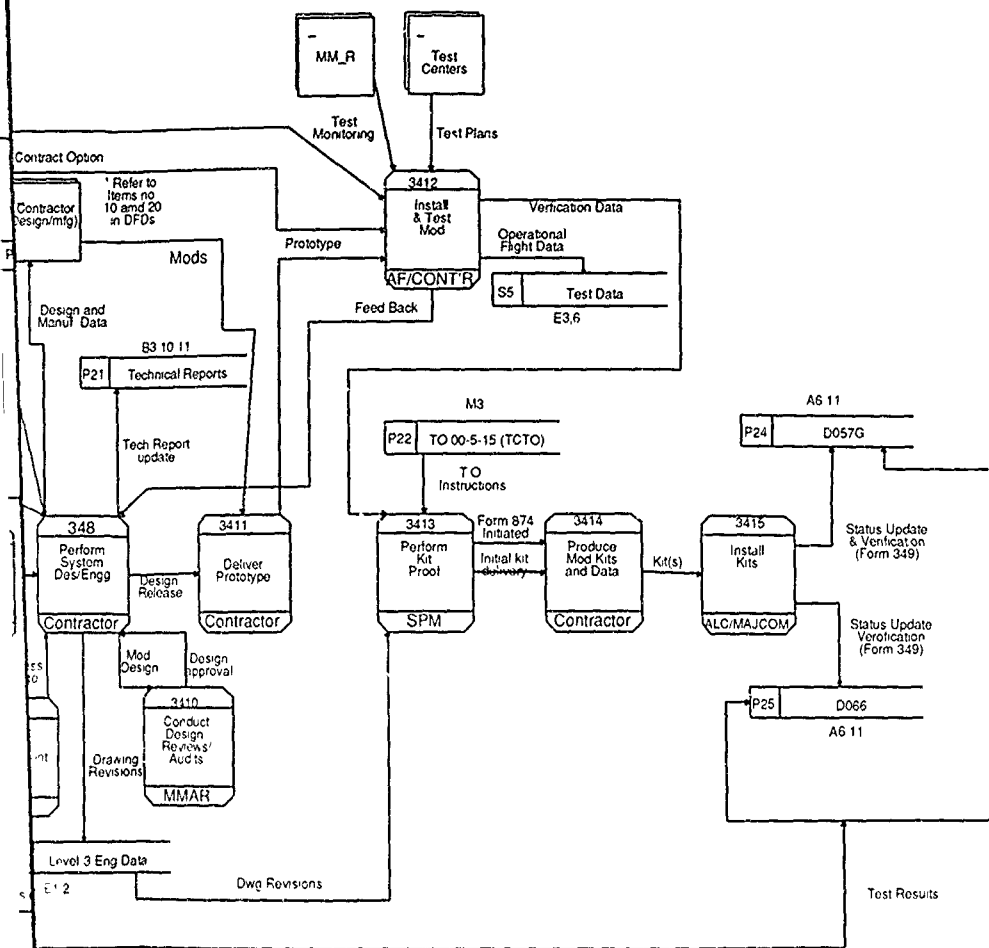 MM_R
Test
Centers
Test
Monitoring
Test Plans
Contract Option
' Refer to
Items no
10 amd 20
in DFDs
Contractor
Design/mfg)
3412
Install
& Test
Mod
AF/CONT'R
Verification Data
Operational
Flight Data
Prototype
Mods
S5
Test Data
E3,6
Feed Back
Design and
Manuf Data
B3 10 11
P21
Technical Reports
M3
A6 11
P22
TO 00-5-15 (TCTO)
P24
D057G
Tech Report
update
T O
Instructions
348
Perform
System
Des/Engg
Contractor
Design
Release
3411
Deliver
Prototype
Contractor
3413
Perform
Kit
Proof
SPM
Form 874
Initiated
Initial kit
delivery
3414
Produce
Mod Kits
and Data
Contractor
Kit(s)
3415
Install
Kits
ALC/MAJCOM
Status Update
& Verification
(Form 349)
Status Update
Verofication
(Form 349)
Mod
Design
Design
approval
3410
Conduct
Design
Reviews/
Audits
MMAR
P25
D066
A6 11
Drawing
Revisions
Level 3 Eng Data
Dwg Revisions
Test Results